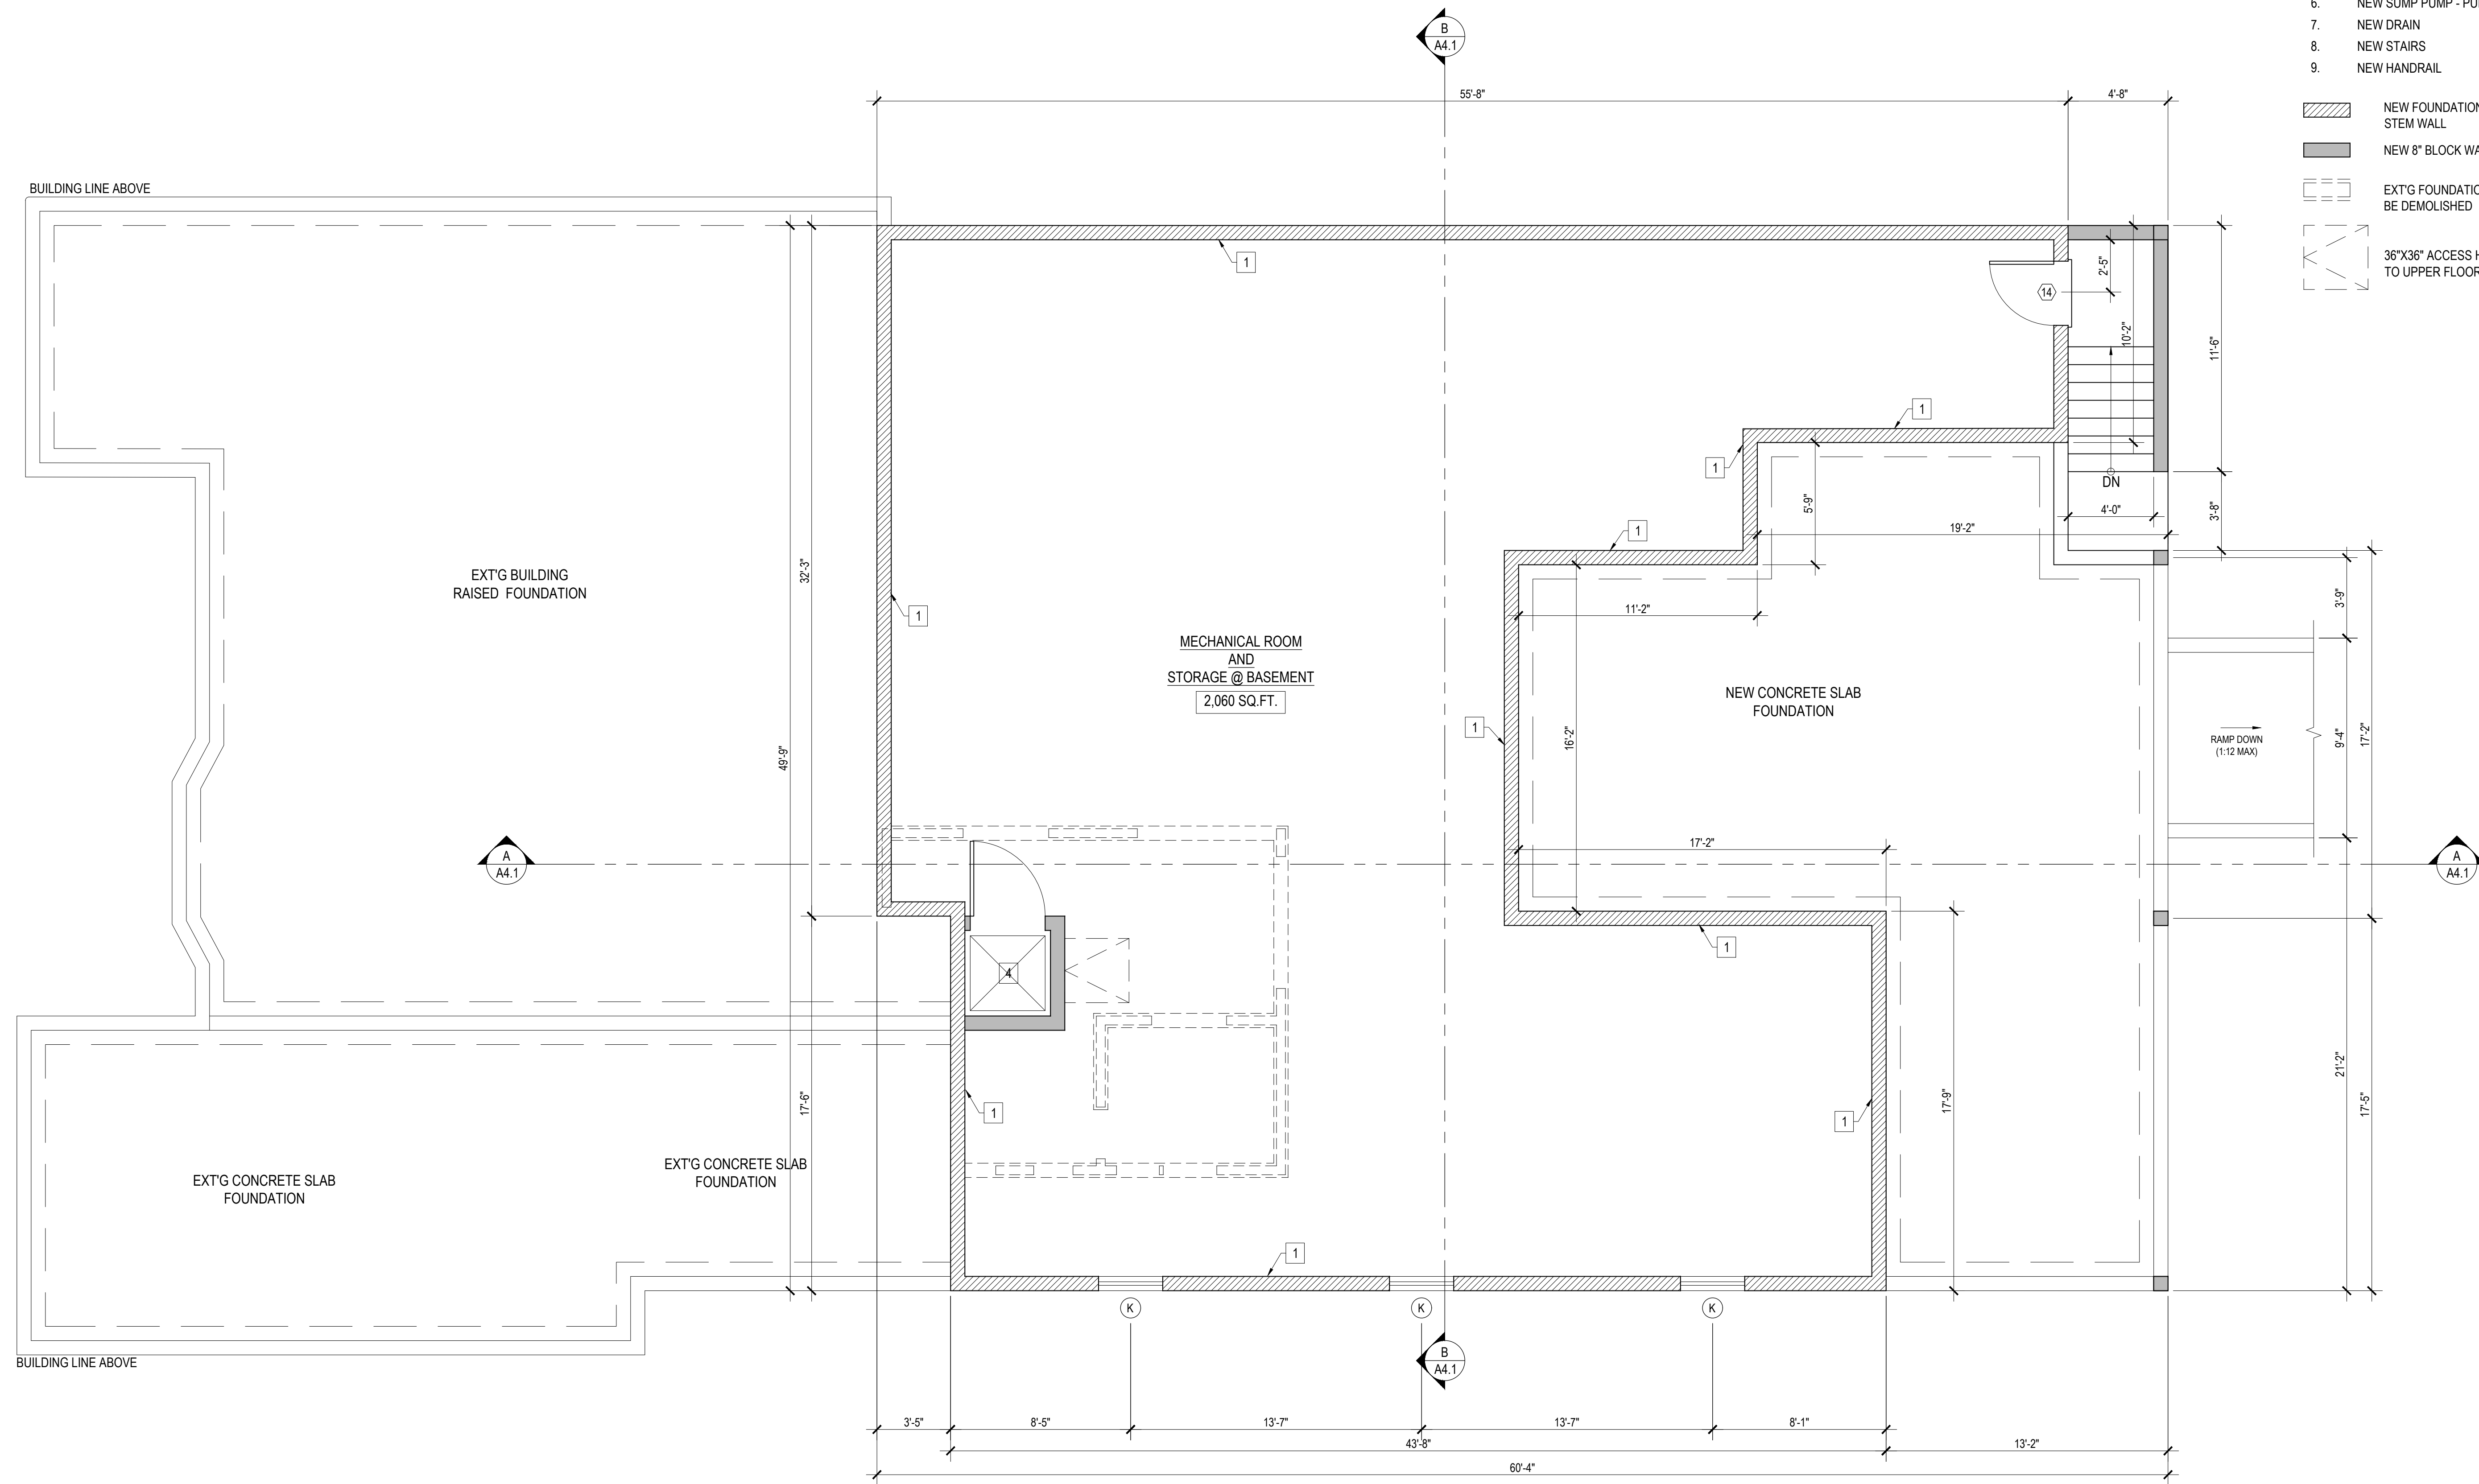 6. NEW SUMP PUMP - PU
7. NEW DRAIN
8. NEW STAIRS
9. NEW HANDRAIL
NEW FOUNDATION
STEM WALL
NEW 8" BLOCK WA
EXT'G FOUNDATIO
BE DEMOLISHED
36"X36" ACCESS H
TO UPPER FLOOR
B
A4.1
55'-8"
4'-8"
BUILDING LINE ABOVE
1
2'-5"
14
10'-2"
11'-6"
1
1
DN
5'-9"
4'-0"
3'-8"
1
19'-2"
32'-3"
EXT'G BUILDING
RAISED FOUNDATION
1
11'-2"
3'-9"
MECHANICAL ROOM
AND
STORAGE @ BASEMENT
2,060 SQ.FT.
NEW CONCRETE SLAB
FOUNDATION
49'-9"
1
16'-2"
RAMP DOWN
(1:12 MAX)
9'-4"
17'-2"
17'-2"
A
A4.1
A
A4.1
1
4
21'-2"
17'-6"
1
1
17'-9"
17'-5"
EXT'G CONCRETE SLAB
FOUNDATION
EXT'G CONCRETE SLAB
FOUNDATION
1
K
K
K
B
A4.1
BUILDING LINE ABOVE
3'-5"
8'-5"
13'-7"
13'-7"
8'-1"
43'-8"
13'-2"
60'-4"